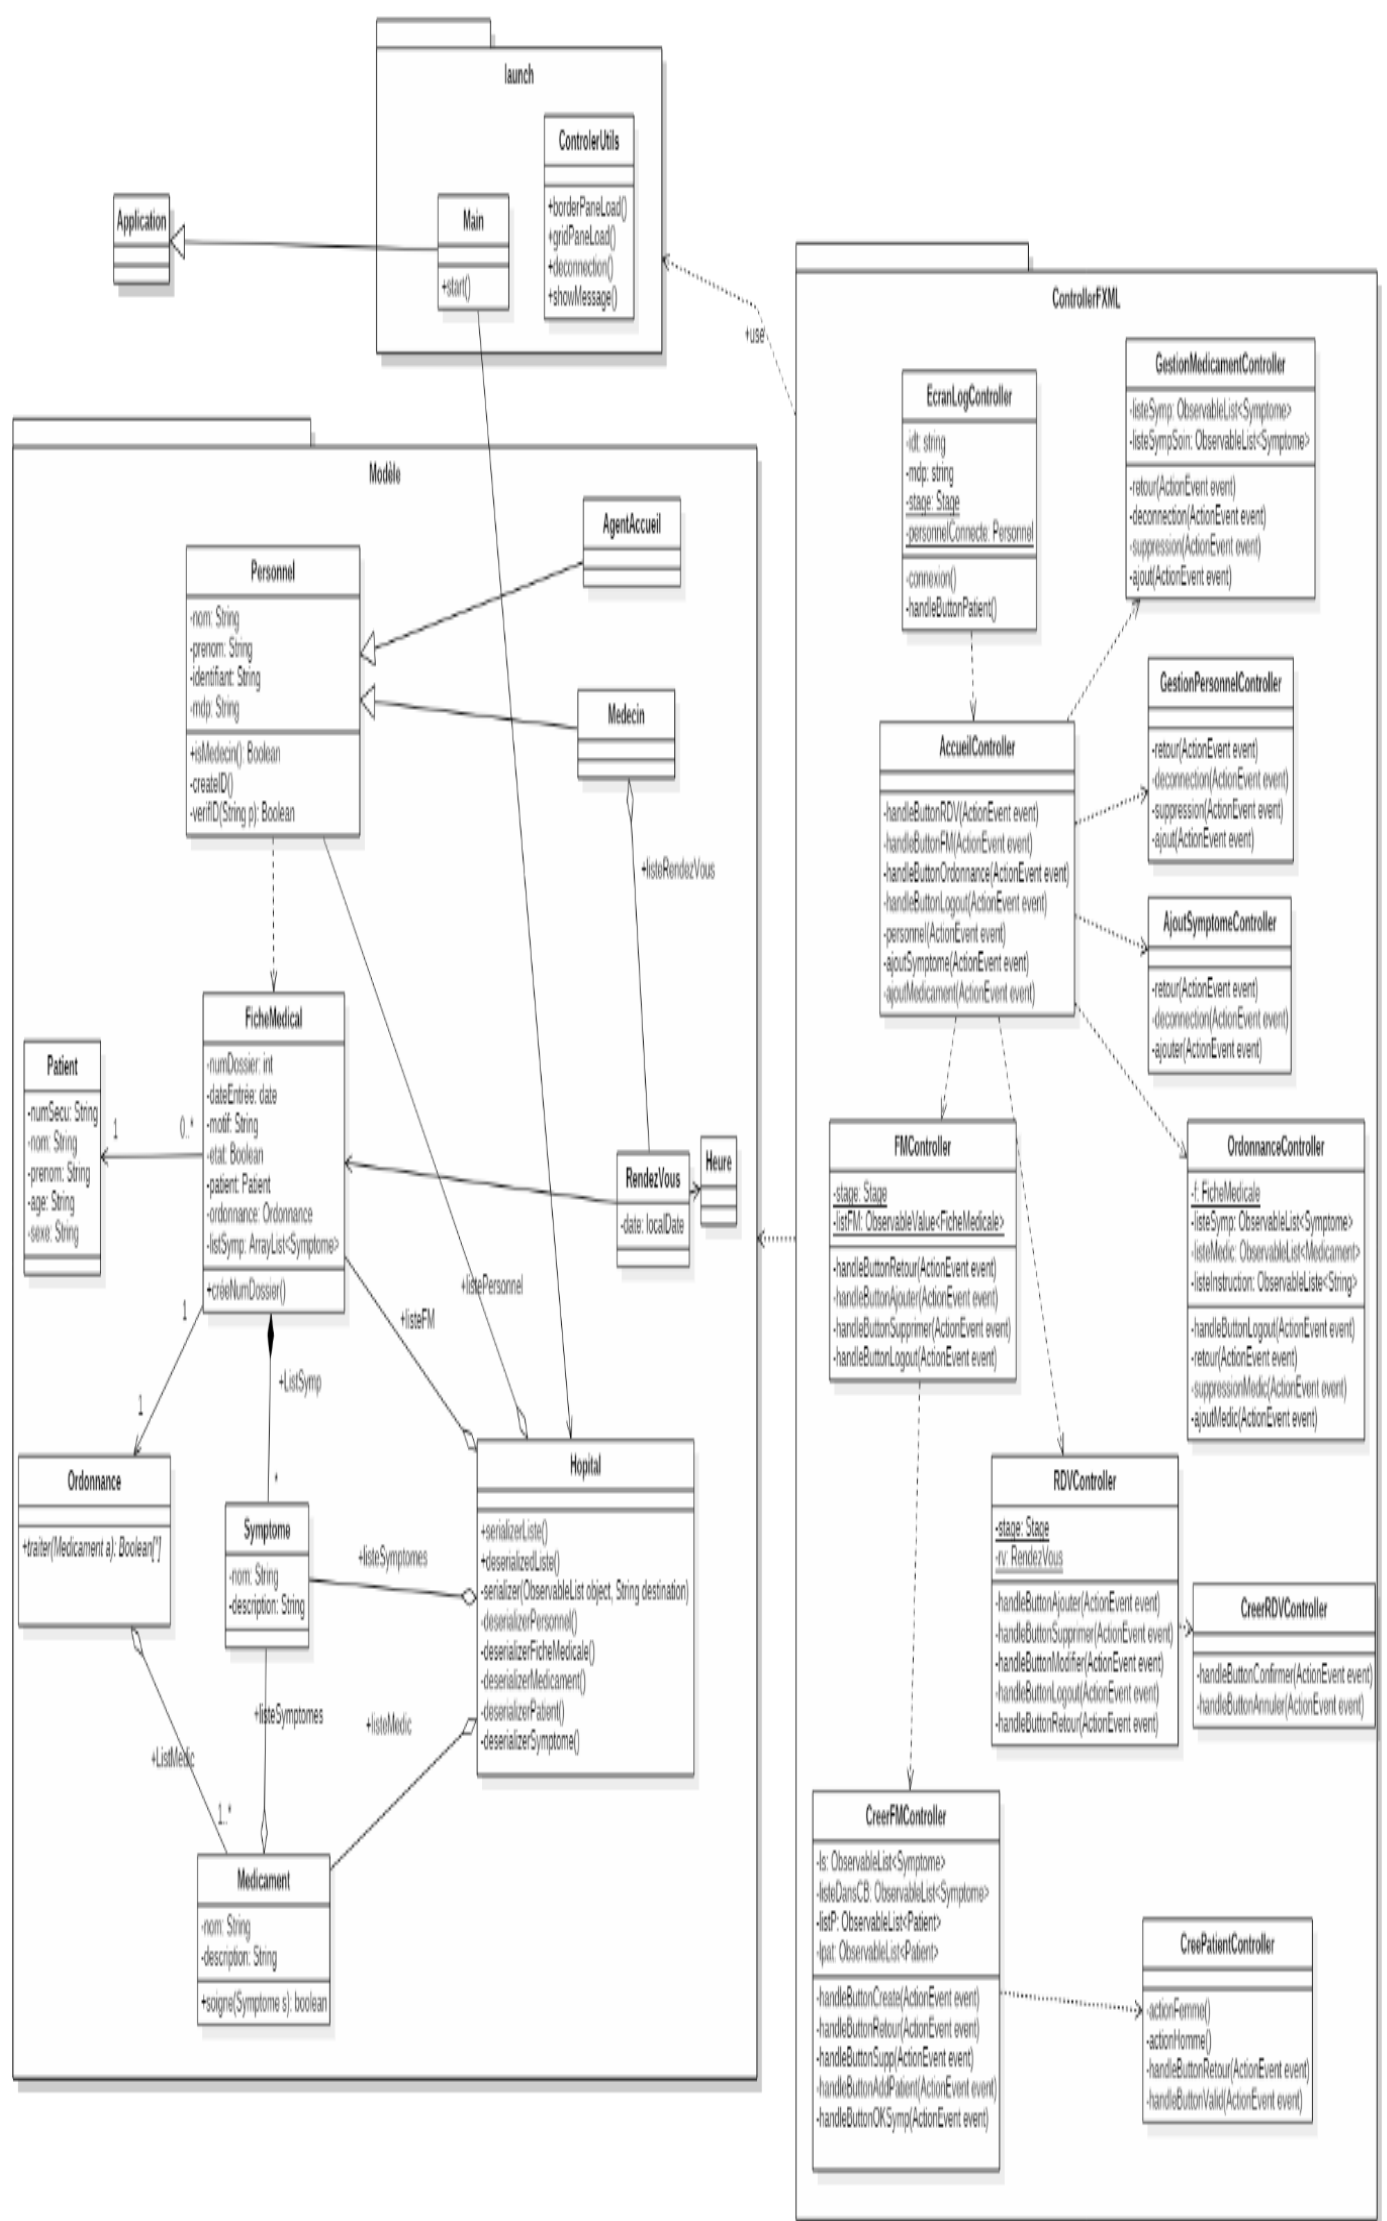 launch
ControlerUtils
+borderPaneLoad()
+gridPaneLoad()
+deconnection()
+showMessage()
Application
Main
+start()
+use
Modèle
AgentAccueil
Personnel
-nom: String
-prenom: String
-identifiant: String
-mdp: String
+isMedecin(): Boolean
-createID()
-verifID(String p): Boolean
Medecin
+listeRendezVous
FicheMedical
-numDossier: int
-dateEntrée: date
-motif: String
-etat: Boolean
-patient: Patient
-ordonnance: Ordonnance
-listSymp: ArrayList<Symptome>
+créeNumDossier()
Patient
-numSecu: String
-nom: String
-prenom: String
-age: String
-sexe: String
1
0..*
RendezVous
-date: localDate
Heure
+listePersonnel
+listeFM
1
1
+ListSymp
*
Ordonnance
+traiter(Medicament a): Boolean[*]
Symptome
-nom: String
-description: String
+listeSymptomes
Hopital
+serializerListe()
+deserializedListe()
-serializer(ObservableList object, String destination)
-deserializerPersonnel()
-deserializerFicheMedicale()
-deserializerMedicament()
-deserializerPatient()
-deserializerSymptome()
+listeSymptomes
+listeMedic
+ListMedic
1..*
Medicament
-nom: String
-description: String
+soigne(Symptome s): boolean
ControllerFXML
EcranLogController
-idt: string
-mdp: string
-stage: Stage
-personnelConnecte: Personnel
-connexion()
-handleButtonPatient()
GestionMedicamentController
-listeSymp: ObservableList<Symptome>
-listeSympSoin: ObservableList<Symptome>
-retour(ActionEvent event)
-deconnection(ActionEvent event)
-suppression(ActionEvent event)
-ajout(ActionEvent event)
GestionPersonnelController
-retour(ActionEvent event)
-deconnection(ActionEvent event)
-suppression(ActionEvent event)
-ajout(ActionEvent event)
AccueilController
-handleButtonRDV(ActionEvent event)
-handleButtonFM(ActionEvent event)
-handleButtonOrdonnance(ActionEvent event)
-handleButtonLogout(ActionEvent event)
-personnel(ActionEvent event)
-ajoutSymptome(ActionEvent event)
-ajoutMedicament(ActionEvent event)
AjoutSymptomeController
-retour(ActionEvent event)
-deconnection(ActionEvent event)
-ajouter(ActionEvent event)
FMController
-stage: Stage
-listFM: ObservableValue<FicheMedicale>
-handleButtonRetour(ActionEvent event)
-handleButtonAjouter(ActionEvent event)
-handleButtonSupprimer(ActionEvent event)
-handleButtonLogout(ActionEvent event)
OrdonnanceController
-f: FicheMedicale
-listeSymp: ObservableList<Symptome>
-listeMedic: ObservableList<Medicament>
-listeInstruction: ObservableListe<String>
-handleButtonLogout(ActionEvent event)
-retour(ActionEvent event)
-suppressionMedic(ActionEvent event)
-ajoutMedic(ActionEvent event)
RDVController
-stage: Stage
-rv: RendezVous
-handleButtonAjouter(ActionEvent event)
-handleButtonSupprimer(ActionEvent event)
-handleButtonModifier(ActionEvent event)
-handleButtonLogout(ActionEvent event)
-handleButtonRetour(ActionEvent event)
CreerRDVController
-handleButtonConfirmer(ActionEvent event)
-handleButtonAnnuler(ActionEvent event)
CreerFMController
-ls: ObservableList<Symptome>
-listeDansCB: ObservableList<Symptome>
-listP: ObservableList<Patient>
-lpat: ObservableList<Patient>
-handleButtonCreate(ActionEvent event)
-handleButtonRetour(ActionEvent event)
-handleButtonSupp(ActionEvent event)
-handleButtonAddPatient(ActionEvent event)
-handleButtonOKSymp(ActionEvent event)
CreePatientController
-actionFemme()
-actionHomme()
-handleButtonRetour(ActionEvent event)
-handleButtonValid(ActionEvent event)